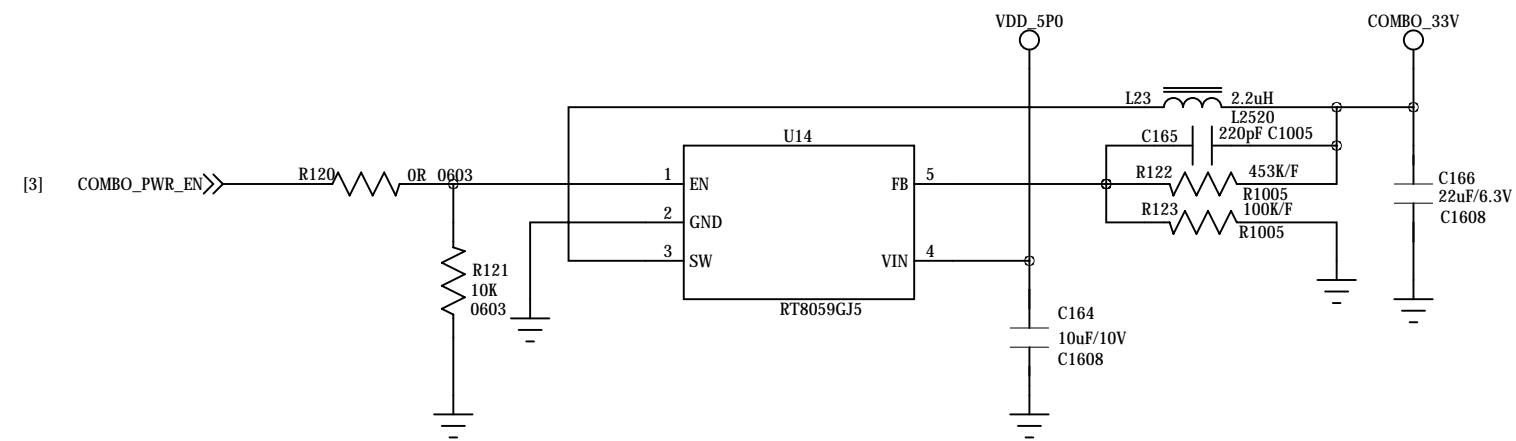 VDD_5P0
COMBO_33V
L23
2.2uH
L2520
C165
220pF C1005
U14
[3]
COMBO_PWR_EN
R120
0R
0603
1
EN
2
GND
3
SW
5
FB
4
VIN
RT8059GJ5
R122
453K/F
R1005
R123
100K/F
R1005
C166
22uF/6.3V
C1608
R121
10K
0603
C164
10uF/10V
C1608